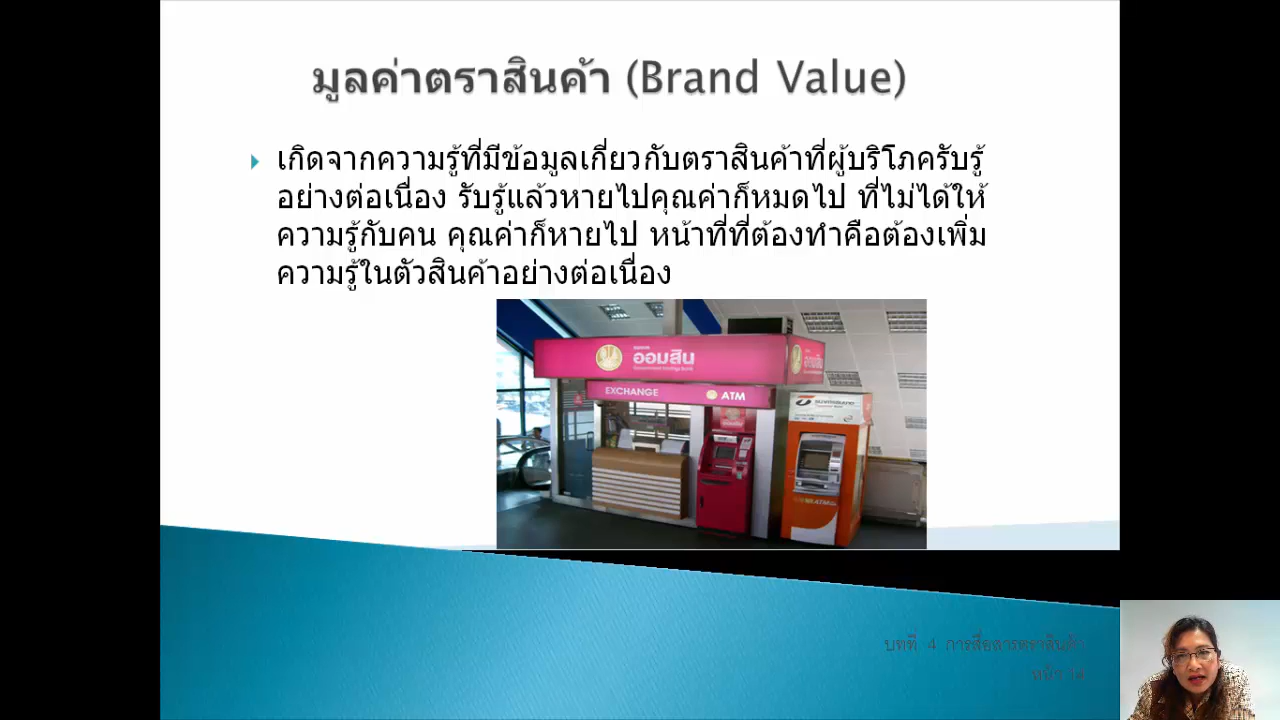 มูลค่าตราสินค้า (Brand Value)
เกิดจากความรู้ที่มีข้อมูลเกี่ยวกับตราสินค้าที่ผู้บริโภครับรู้
อย่างต่อเนื่อง รับรู้แล้วหายไปคุณค่าก็หมดไป ที่ไม่ได้ให้
ความรู้กับคน คุณค่าก็หายไป หน้าที่ที่ต้องทำคือต้องเพิ่ม
ความรู้ในตัวสินค้าอย่างต่อเนื่อง
ออมสิน
ออมสิน
EXCHANGE
ATM
บทที่ 4 การสื่อสารตราสินค้า
หน้า 14